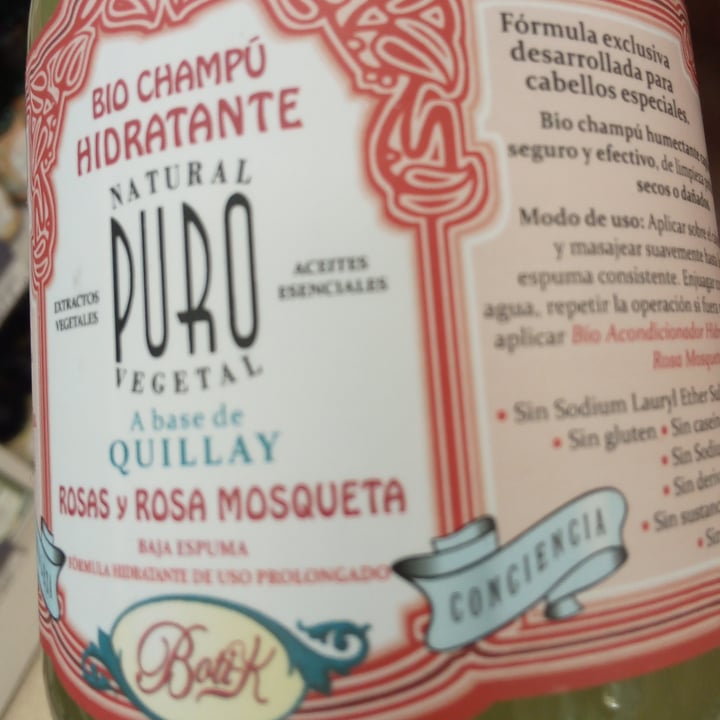 BIO CHAMPÚ
HIDRATANTE
NATURAL
PURO
VEGETAL
EXTRACTOS
VEGETALES
ACEITES
ESENCIALES
A base de
QUILLAY
ROSAS y ROSA MOSQUETA
BAJA ESPUMA
FÓRMULA HIDRATANTE DE USO PROLONGADO
BotiK
CONCIENCIA
Fórmula exclusiva
desarrollada para
cabellos especiales.
Bio champú humectante
seguro y efectivo, de limpieza
secos o dañados
Modo de uso: Aplicar sobre el
y masajear suavemente
espuma consistente.
agua, repetir la operación si fuera
aplicar Bio Acondicionador
Rosa
• Sin Sodium Lauryl Ether
• Sin gluten • Sin
• Sin
• Sin
• Sin